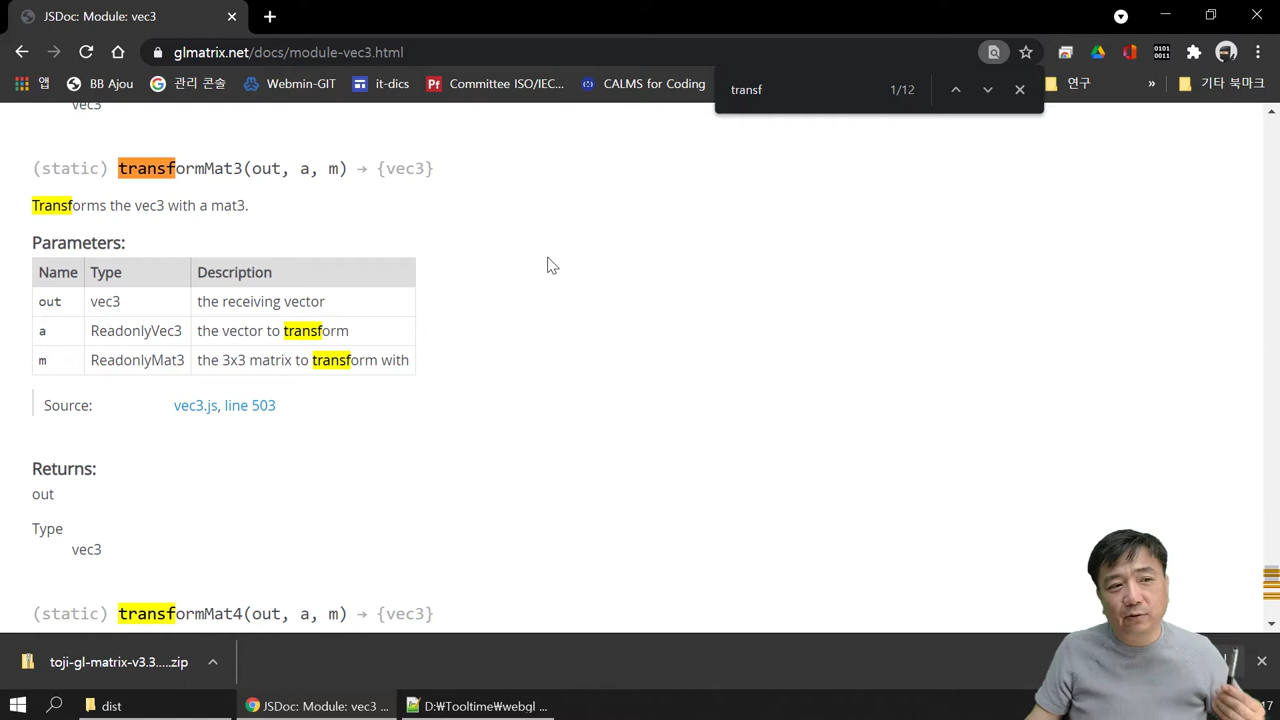 JSDoc: Module: vec3
glmatrix.net/docs/module-vec3.html
앱 BB Ajou 관리 콘솔 Webmin-GIT it-dics Committee ISO/IEC... CALMS for Coding 연구 » 기타 북마크
transf 1/12
vec3
(static) transformMat3(out, a, m) → {vec3}
Transforms the vec3 with a mat3.
Parameters:
Name Type Description
out vec3 the receiving vector
a ReadonlyVec3 the vector to transform
m ReadonlyMat3 the 3x3 matrix to transform with
Source: vec3.js, line 503
Returns:
out
Type
vec3
(static) transformMat4(out, a, m) → {vec3}
toji-gl-matrix-v3.3.....zip
dist JSDoc: Module: vec3 ... D:₩Tooltime₩webgl ...